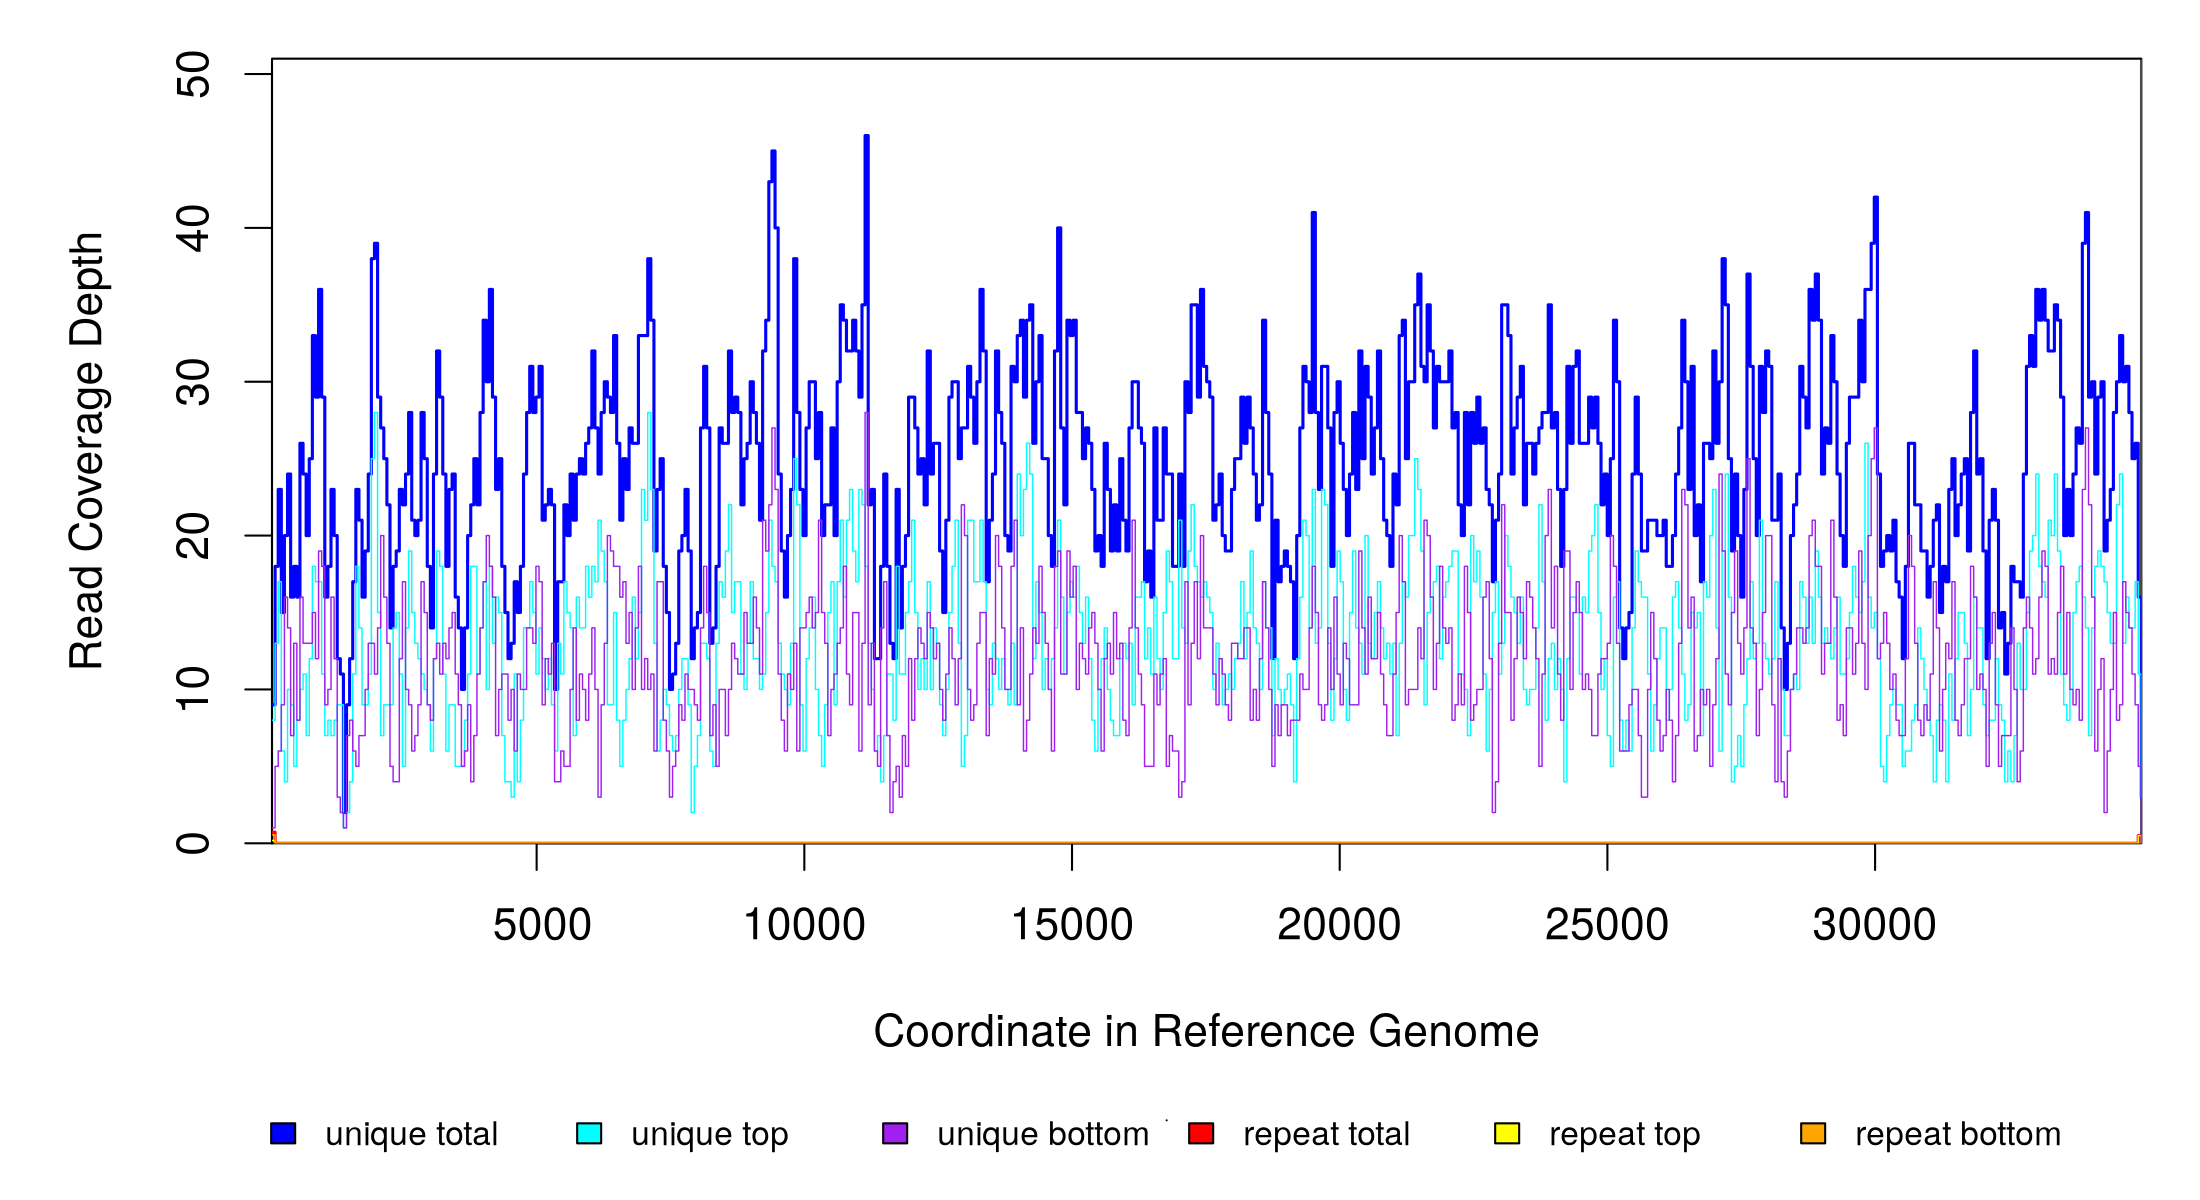 Read Coverage Depth
50
40
30
20
10
0
5000 10000 15000 20000 25000 30000
Coordinate in Reference Genome
unique total unique top unique bottom repeat total repeat top repeat bottom